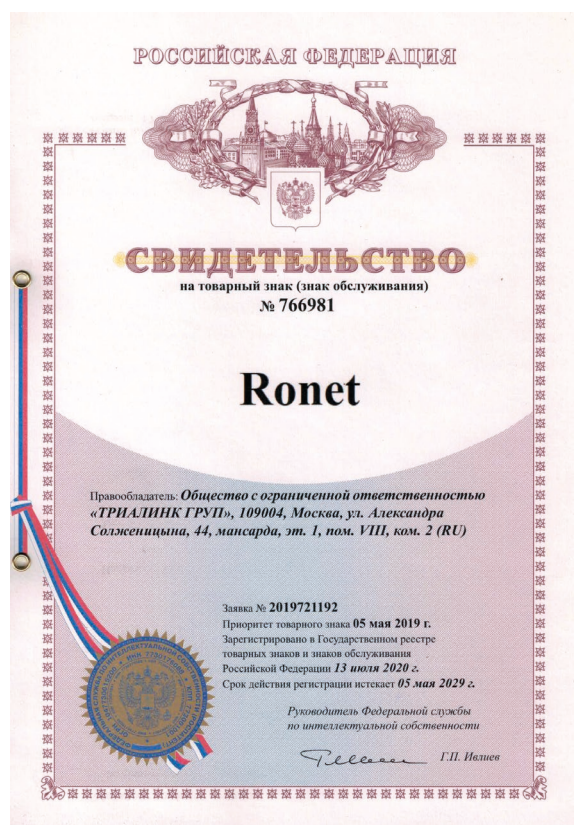 РОССИЙСКАЯ ФЕДЕРАЦИЯ
СВИДЕТЕЛЬСТВО
на товарный знак (знак обслуживания)
№ 766981
Ronet
Правообладатель: Общество с ограниченной ответственностью
«ТРИАЛИНК ГРУП», 109004, Москва, ул. Александра
Солженицына, 44, мансарда, эт. 1, пом. VIII, ком. 2 (RU)
Заявка № 2019721192
Приоритет товарного знака 05 мая 2019 г.
Зарегистрировано в Государственном реестре
товарных знаков и знаков обслуживания
Российской Федерации 13 июля 2020 г.
Срок действия регистрации истекает 05 мая 2029 г.
Руководитель Федеральной службы
по интеллектуальной собственности
Г.П. Ивлиев